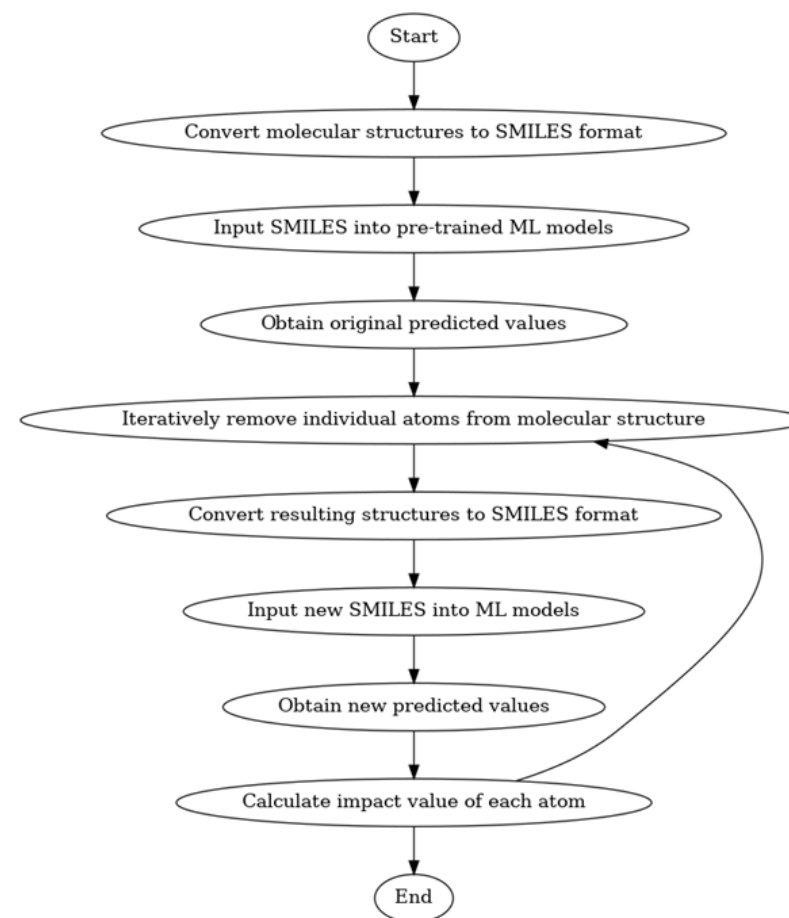 Start
Convert molecular structures to SMILES format
Input SMILES into pre-trained ML models
Obtain original predicted values
Iteratively remove individual atoms from molecular structure
Convert resulting structures to SMILES format
Input new SMILES into ML models
Obtain new predicted values
Calculate impact value of each atom
End